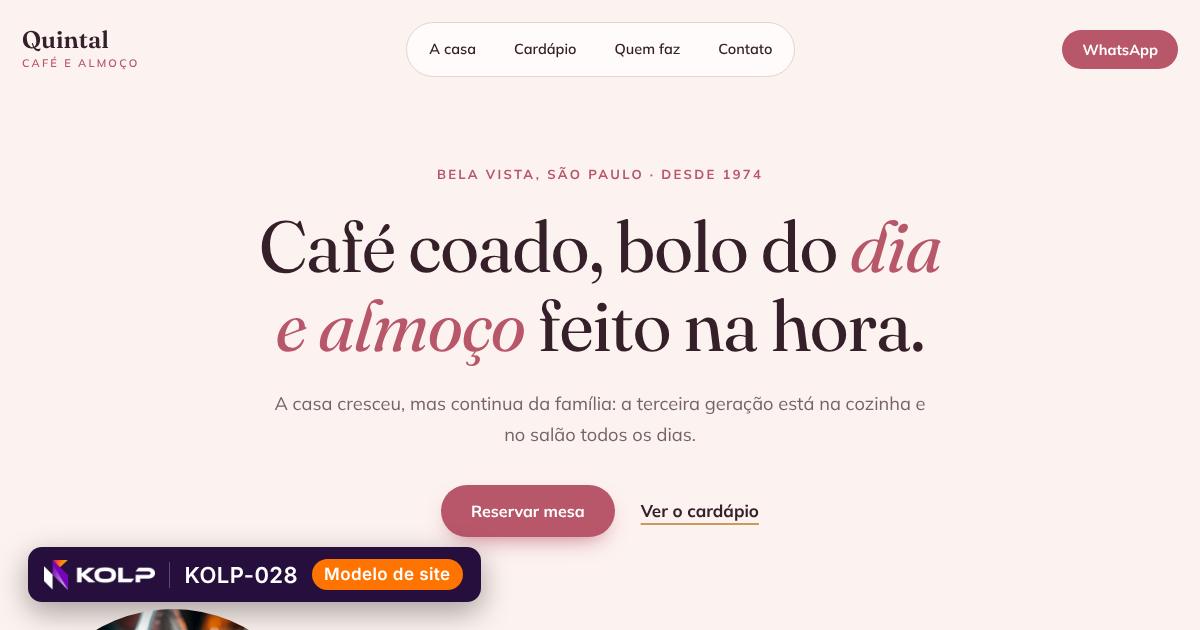 Quintal
CAFÉ E ALMOÇO
A casa
Cardápio
Quem faz
Contato
WhatsApp
BELA VISTA, SÃO PAULO · DESDE 1974
Café coado, bolo do dia
e almoço feito na hora.
A casa cresceu, mas continua da família: a terceira geração está na cozinha e
no salão todos os dias.
Reservar mesa
Ver o cardápio
KOLP
KOLP-028
Modelo de site